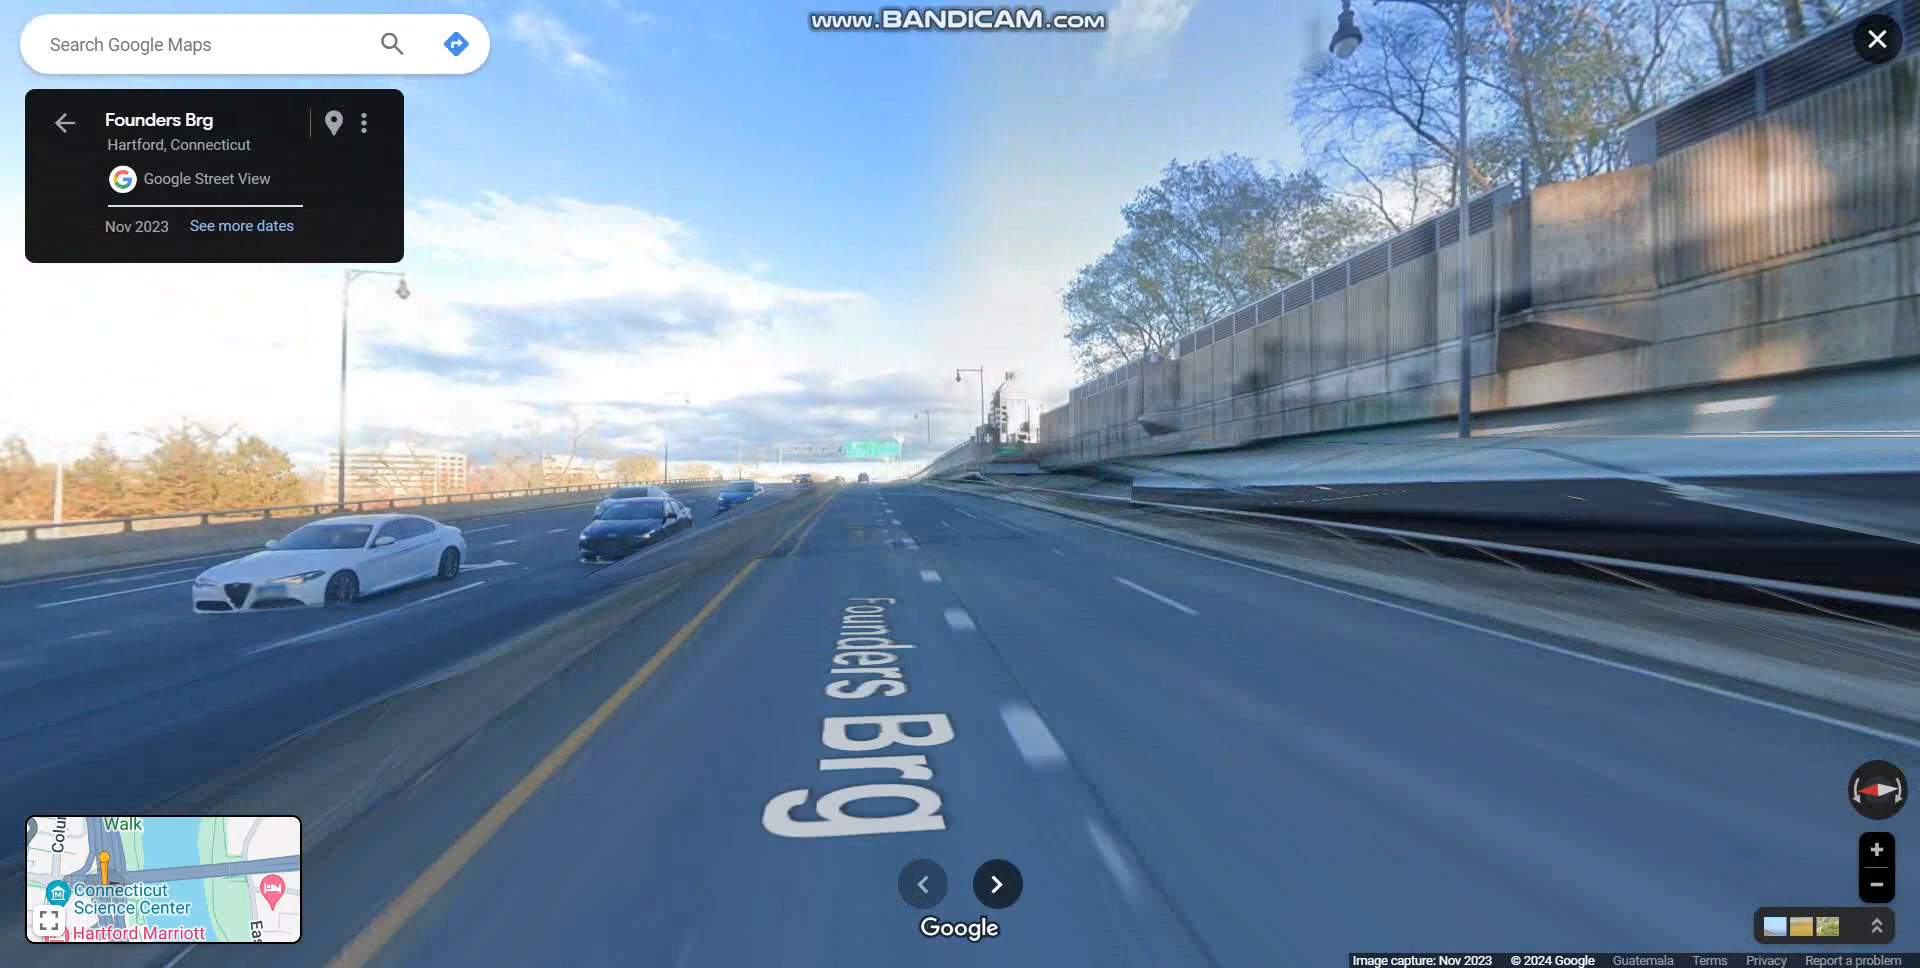 www.BANDICAM.com
Search Google Maps
Founders Brg
Hartford, Connecticut
Google Street View
Nov 2023 See more dates
Founders Brg
Walk
Colu
Connecticut
Science Center
Hartford Marriott
Eas
Google
Image capture: Nov 2023 © 2024 Google Guatemala Terms Privacy Report a problem